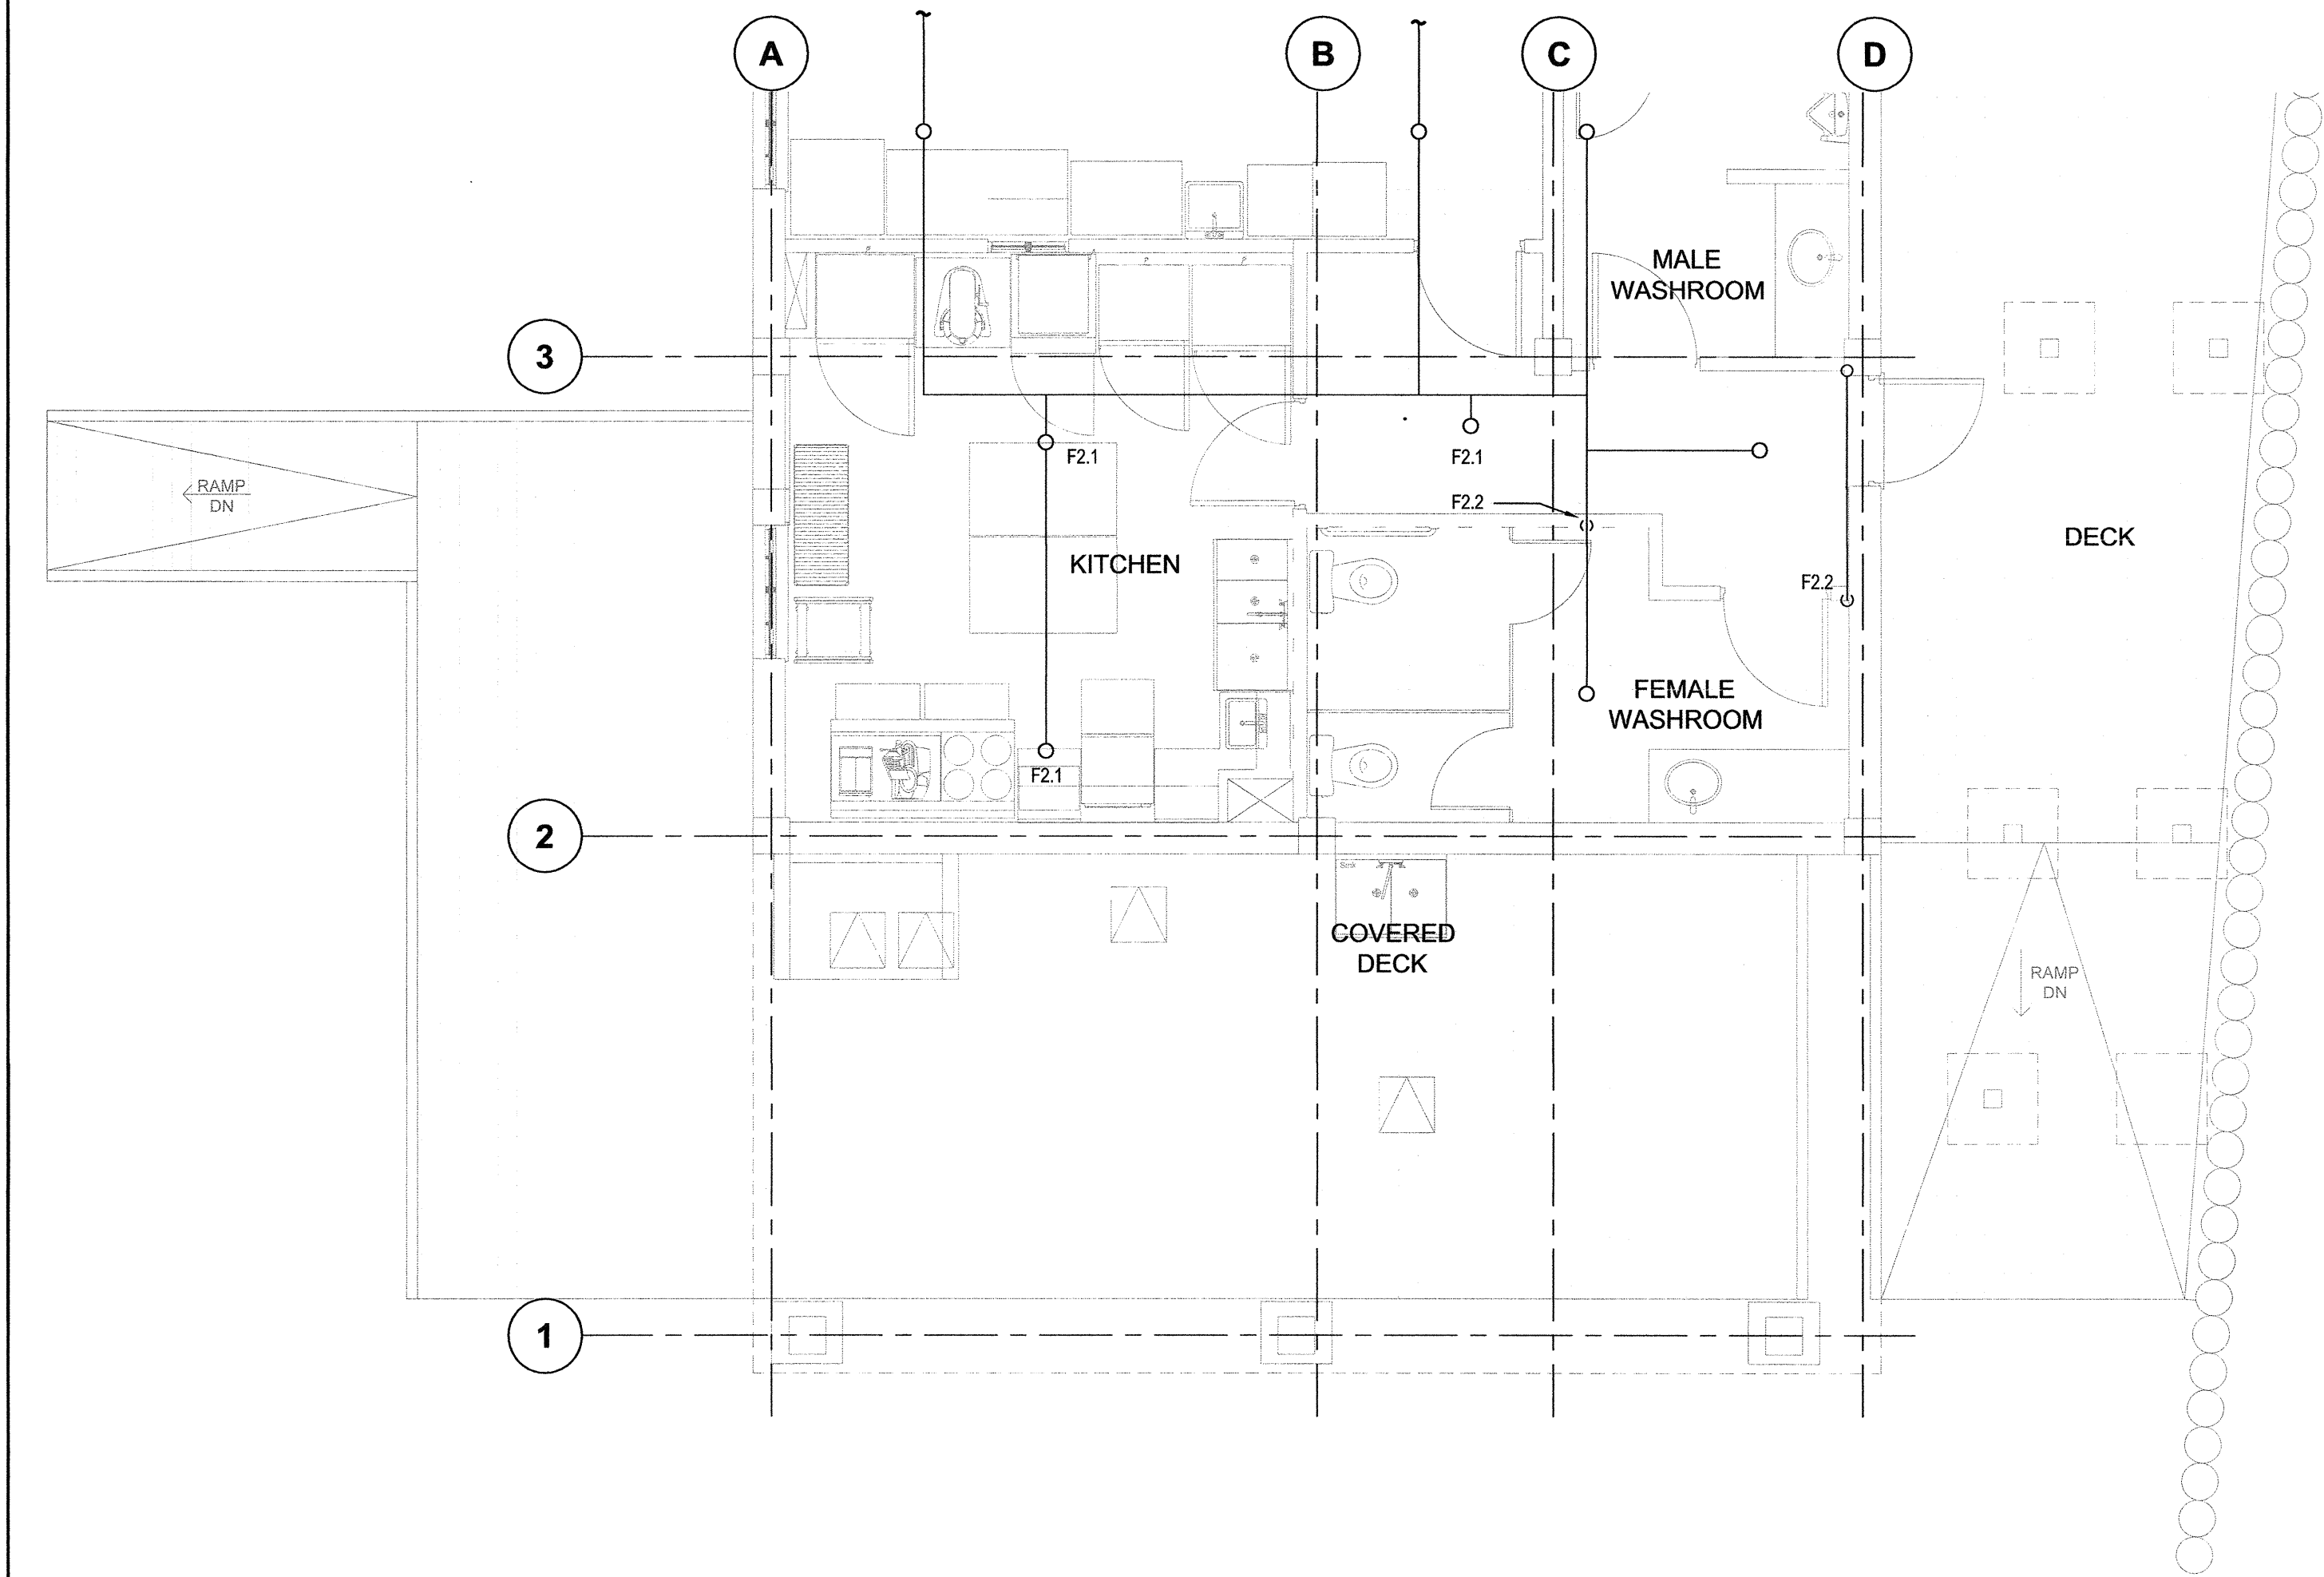 A
B
C
D
MALE
WASHROOM
3
F2.1
F2.1
RAMP
DN
F2.2
DECK
KITCHEN
F2.2
FEMALE
WASHROOM
F2.1
2
COVERED
DECK
RAMP
DN
1